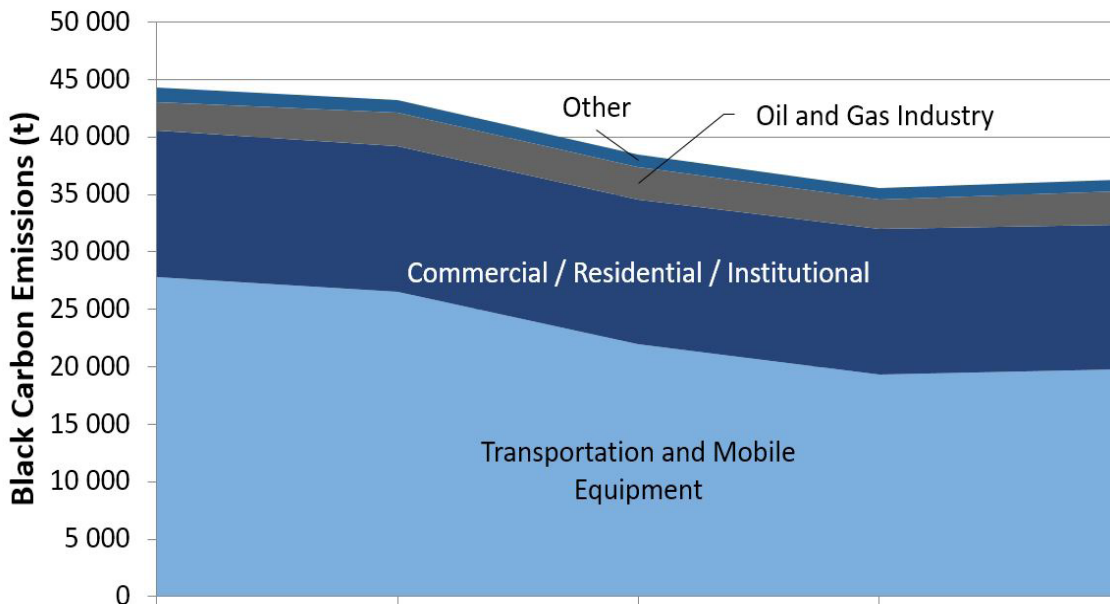 50 000
45 000
40 000
35 000
30 000
25 000
20 000
15 000
10 000
5 000
0
Black Carbon Emissions (t)
Other
Oil and Gas Industry
Commercial / Residential / Institutional
Transportation and Mobile
Equipment